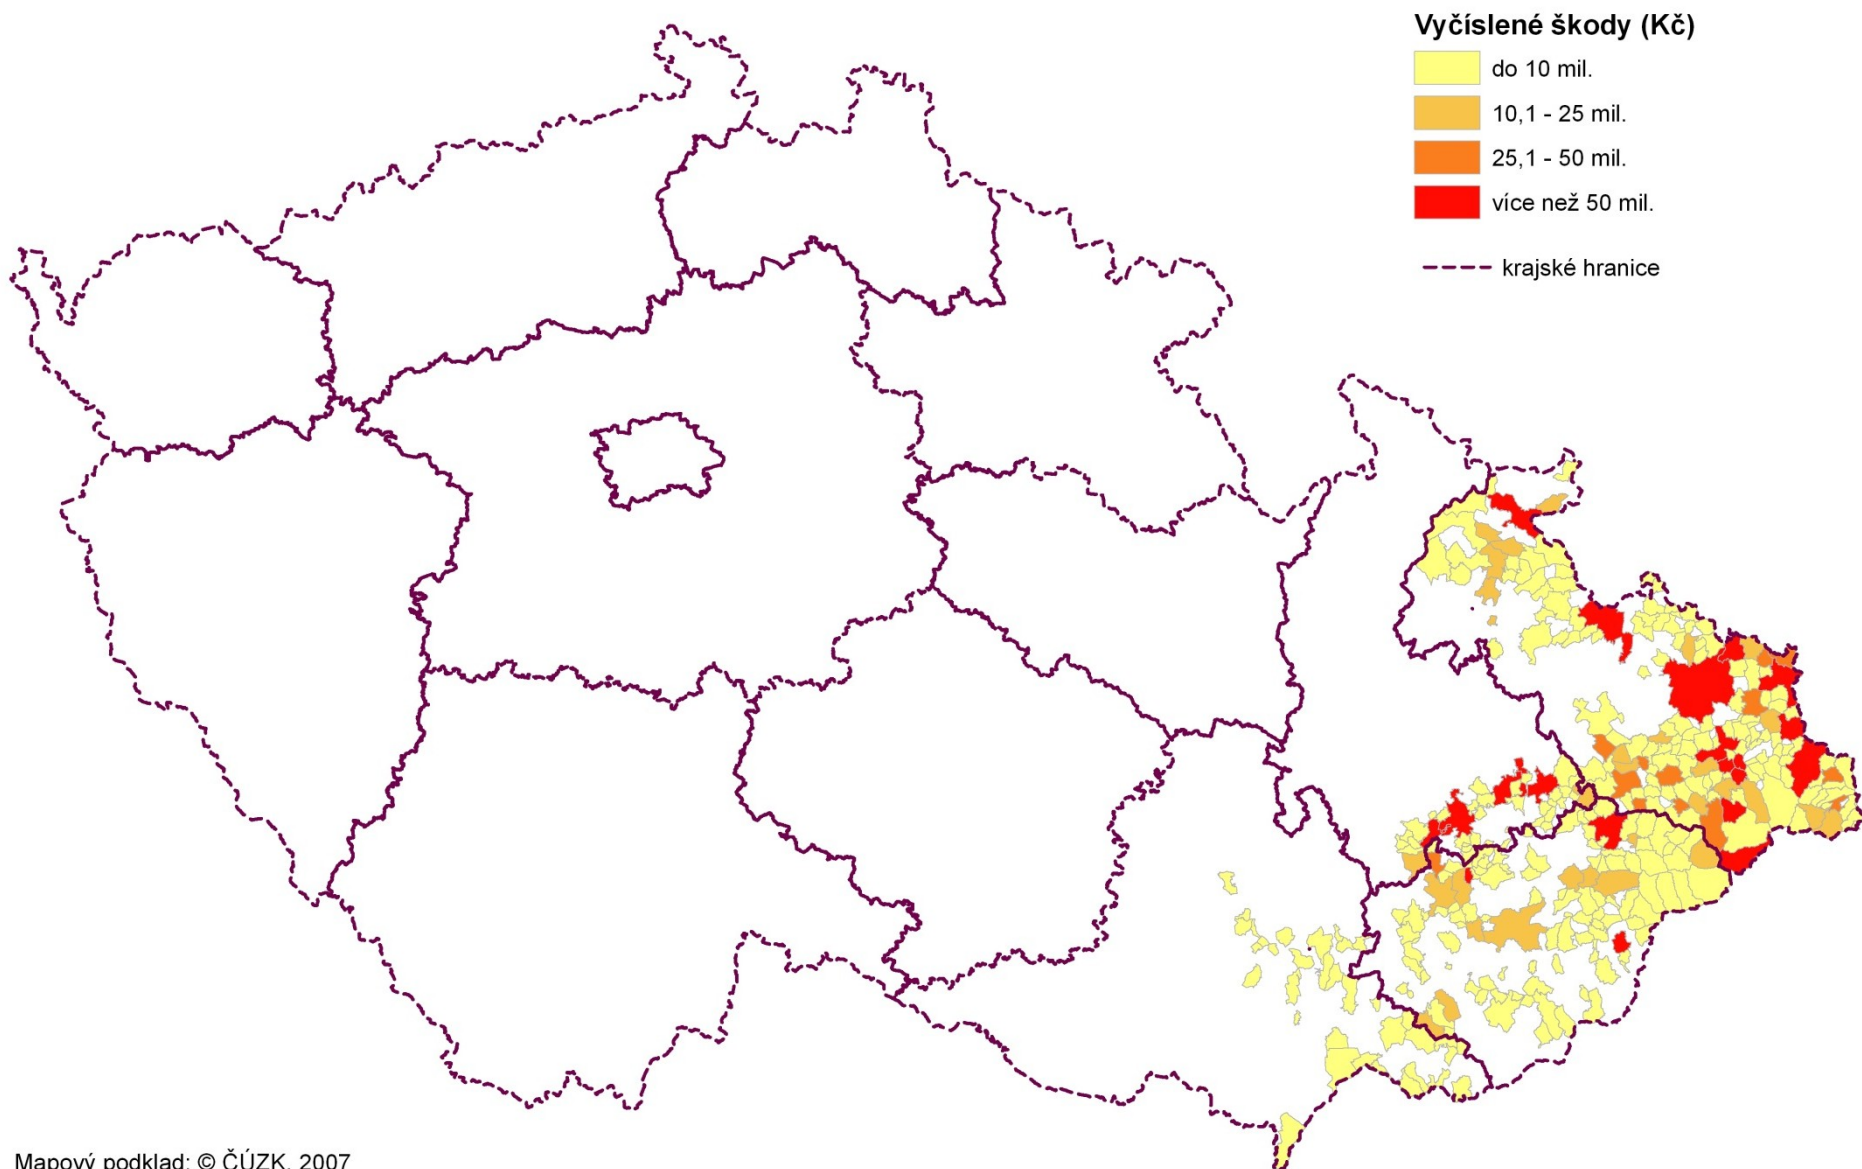 Vyčíslené škody (Kč)
do 10 mil.
10,1 - 25 mil.
25,1 - 50 mil.
více než 50 mil.
krajské hranice
Mapový podklad: © ČÚZK, 2007